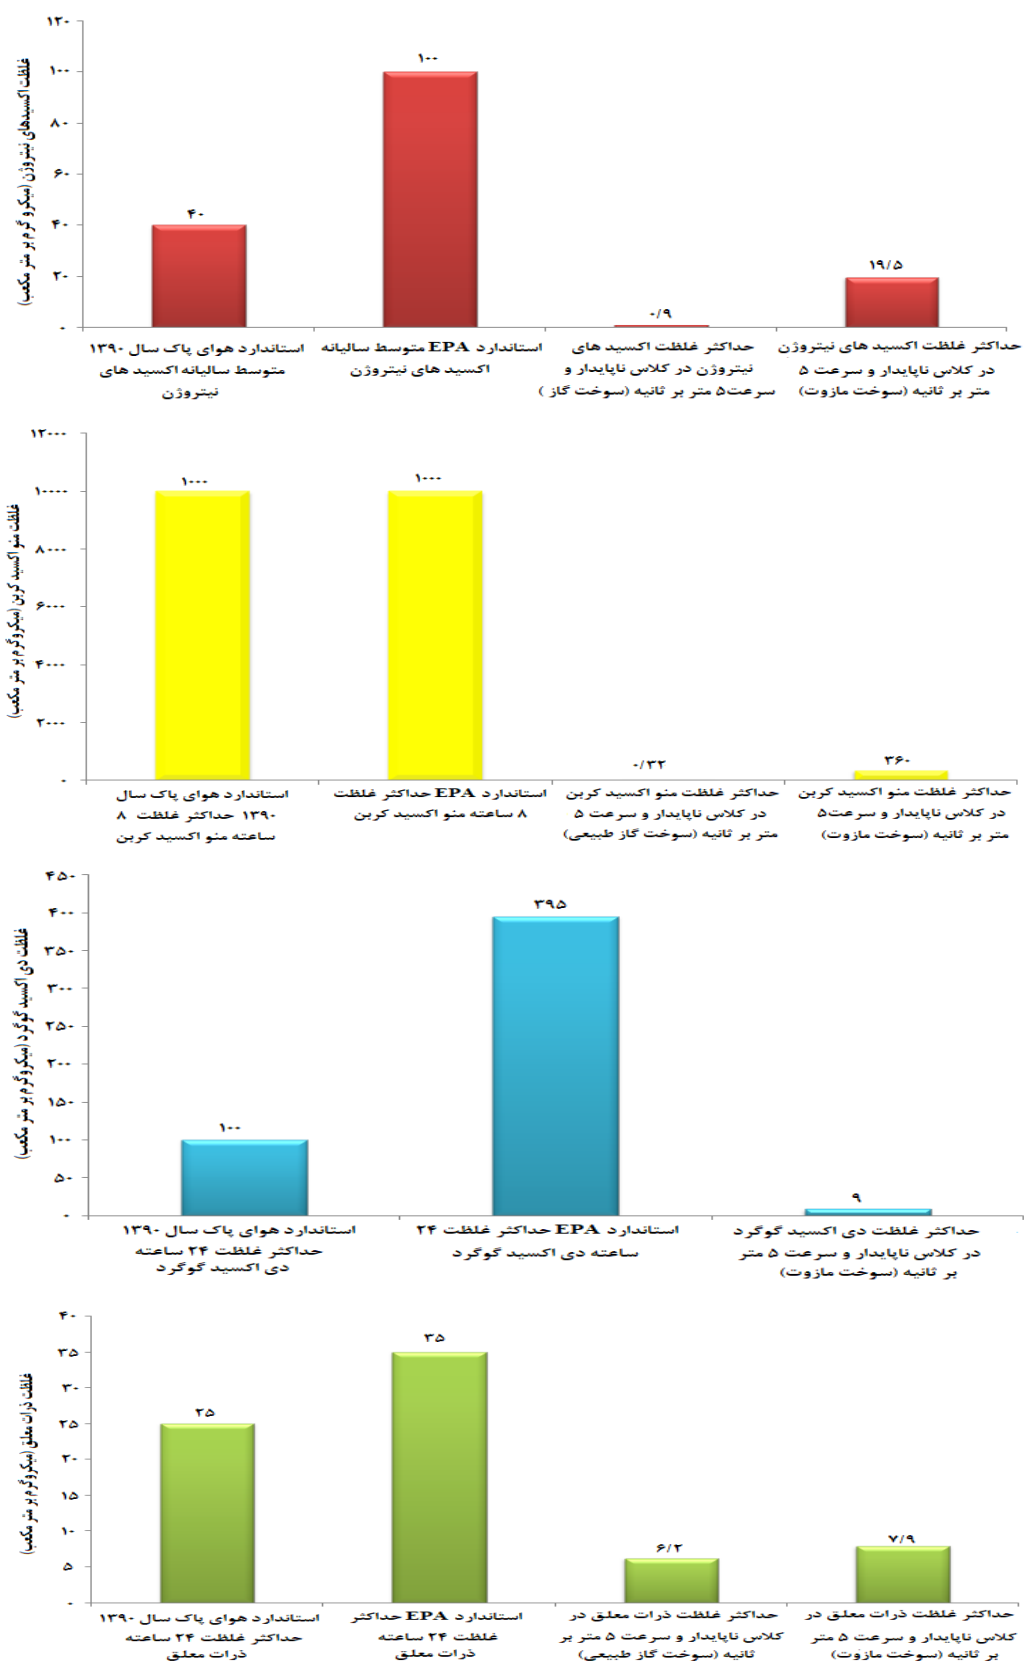 غلظت اکسیدهای نیتروژن (میکرو گرم بر متر مکعب)
۱۲۰
۱۰۰
۸۰
۶۰
۴۰
۲۰
۰
۴۰
۱۰۰
۰/۹
۱۹/۵
استاندارد هوای پاک سال ۱۳۹۰
متوسط سالیانه اکسید های
نیتروژن
استاندارد EPA متوسط سالیانه
اکسید های نیتروژن
حداکثر غلظت اکسید های
نیتروژن در کلاس ناپایدار و
سرعت۵ متر بر ثانیه (سوخت گاز )
حداکثر غلظت اکسید های نیتروژن
در کلاس ناپایدار و سرعت ۵
متر بر ثانیه (سوخت مازوت)
غلظت منو اکسید کربن (میکروگرم بر متر مکعب)
۱۲۰۰۰
۱۰۰۰۰
۸۰۰۰
۶۰۰۰
۴۰۰۰
۲۰۰۰
۰
۱۰۰۰
۱۰۰۰
۰/۳۲
۳۶۰
استاندارد هوای پاک سال
۱۳۹۰ حداکثر غلظت ۸
ساعته منو اکسید کربن
استاندارد EPA حداکثر غلظت
۸ ساعته منو اکسید کربن
حداکثر غلظت منو اکسید کربن
در کلاس ناپایدار و سرعت ۵
متر بر ثانیه (سوخت گاز طبیعی)
حداکثر غلظت منو اکسید کربن
در کلاس ناپایدار و سرعت۵
متر بر ثانیه (سوخت مازوت)
غلظت دی اکسید گوگرد (میکروگرم بر متر مکعب)
۴۵۰
۴۰۰
۳۵۰
۳۰۰
۲۵۰
۲۰۰
۱۵۰
۱۰۰
۵۰
۰
۱۰۰
۳۹۵
۹
استاندارد هوای پاک سال ۱۳۹۰
حداکثر غلظت ۲۴ ساعته
دی اکسید گوگرد
استاندارد EPA حداکثر غلظت ۲۴
ساعته دی اکسید گوگرد
حداکثر غلظت دی اکسید گوگرد
در کلاس ناپایدار و سرعت ۵ متر
بر ثانیه (سوخت مازوت)
غلظت ذرات معلق (میکروگرم بر متر مکعب)
۴۰
۳۵
۳۰
۲۵
۲۰
۱۵
۱۰
۵
۰
۲۵
۳۵
۶/۲
۷/۹
استاندارد هوای پاک سال ۱۳۹۰
حداکثر غلظت ۲۴ ساعته
ذرات معلق
استاندارد EPA حداکثر
غلظت ۲۴ ساعته
ذرات معلق
حداکثر غلظت ذرات معلق در
کلاس ناپایدار و سرعت ۵ متر بر
ثانیه (سوخت گاز طبیعی)
حداکثر غلظت ذرات معلق در
کلاس ناپایدار و سرعت ۵ متر
بر ثانیه (سوخت مازوت)